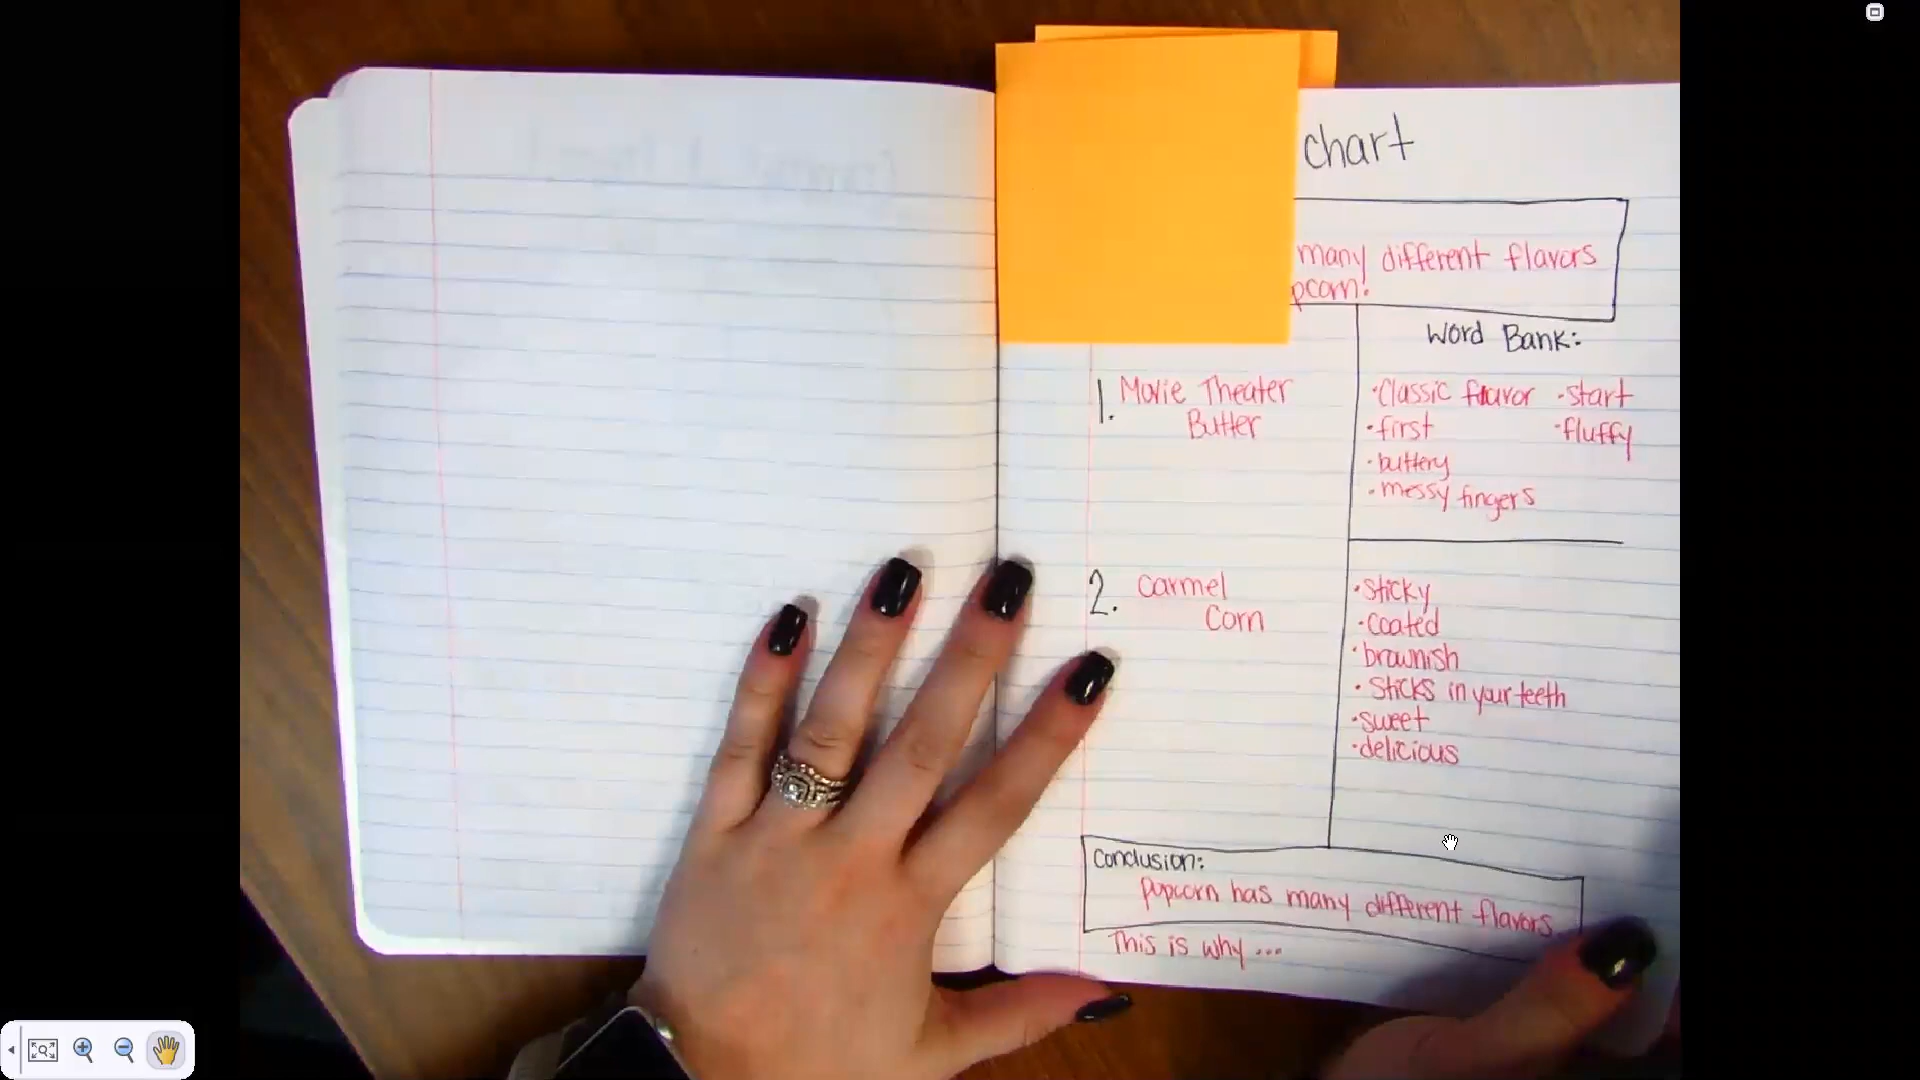 chart
many different flavors
pcorn!
Word Bank:
1. Movie Theater
Butter
·Classic flavor ·start
·first ·fluffy
·buttery
·messy fingers
2. Carmel
Corn
·sticky
·coated
·brownish
·sticks in your teeth
·sweet
·delicious
Conclusion:
Popcorn has many different flavors.
This is why ...